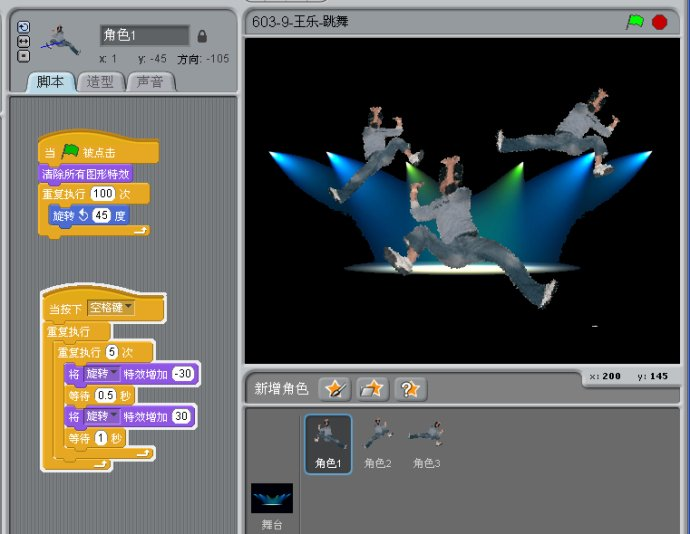 角色1
x: 1 y: -45 方向: -105
脚本 造型 声音
当 被点击
清除所有图形特效
重复执行 100 次
旋转 45 度
当按下 空格键
重复执行
重复执行 5 次
将 旋转 特效增加 -30
等待 0.5 秒
将 旋转 特效增加 30
等待 1 秒
603-9-王乐-跳舞
x: 200 y: 145
新增角色
角色1 角色2 角色3
舞台